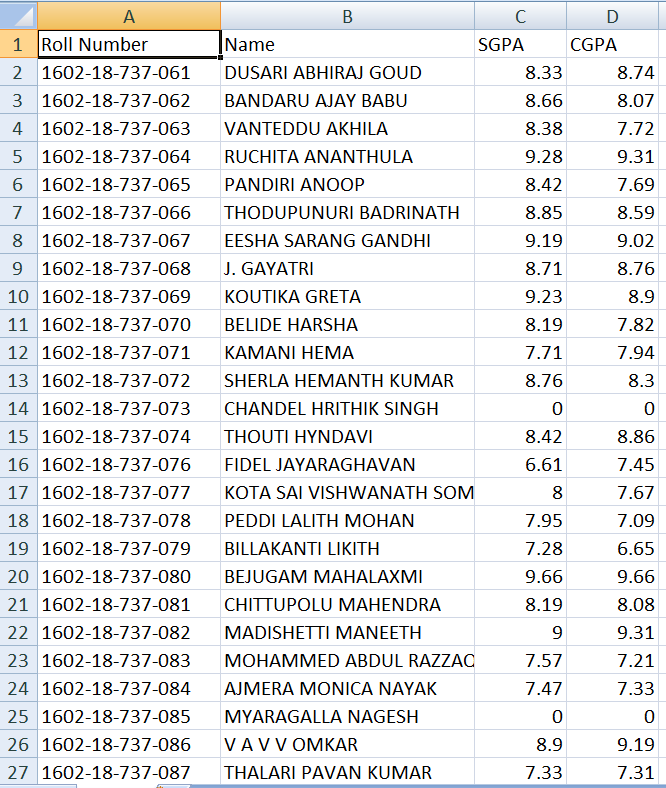 A B C D
1 Roll Number Name SGPA CGPA
2 1602-18-737-061 DUSARI ABHIRAJ GOUD 8.33 8.74
3 1602-18-737-062 BANDARU AJAY BABU 8.66 8.07
4 1602-18-737-063 VANTEDDU AKHILA 8.38 7.72
5 1602-18-737-064 RUCHITA ANANTHULA 9.28 9.31
6 1602-18-737-065 PANDIRI ANOOP 8.42 7.69
7 1602-18-737-066 THODUPUNURI BADRINATH 8.85 8.59
8 1602-18-737-067 EESHA SARANG GANDHI 9.19 9.02
9 1602-18-737-068 J. GAYATRI 8.71 8.76
10 1602-18-737-069 KOUTIKA GRETA 9.23 8.9
11 1602-18-737-070 BELIDE HARSHA 8.19 7.82
12 1602-18-737-071 KAMANI HEMA 7.71 7.94
13 1602-18-737-072 SHERLA HEMANTH KUMAR 8.76 8.3
14 1602-18-737-073 CHANDEL HRITHIK SINGH 0 0
15 1602-18-737-074 THOUTI HYNDAVI 8.42 8.86
16 1602-18-737-076 FIDEL JAYARAGHAVAN 6.61 7.45
17 1602-18-737-077 KOTA SAI VISHWANATH SOM 8 7.67
18 1602-18-737-078 PEDDI LALITH MOHAN 7.95 7.09
19 1602-18-737-079 BILLAKANTI LIKITH 7.28 6.65
20 1602-18-737-080 BEJUGAM MAHALAXMI 9.66 9.66
21 1602-18-737-081 CHITTUPOLU MAHENDRA 8.19 8.08
22 1602-18-737-082 MADISHETTI MANEETH 9 9.31
23 1602-18-737-083 MOHAMMED ABDUL RAZZAQ 7.57 7.21
24 1602-18-737-084 AJMERA MONICA NAYAK 7.47 7.33
25 1602-18-737-085 MYARAGALLA NAGESH 0 0
26 1602-18-737-086 V A V V OMKAR 8.9 9.19
27 1602-18-737-087 THALARI PAVAN KUMAR 7.33 7.31